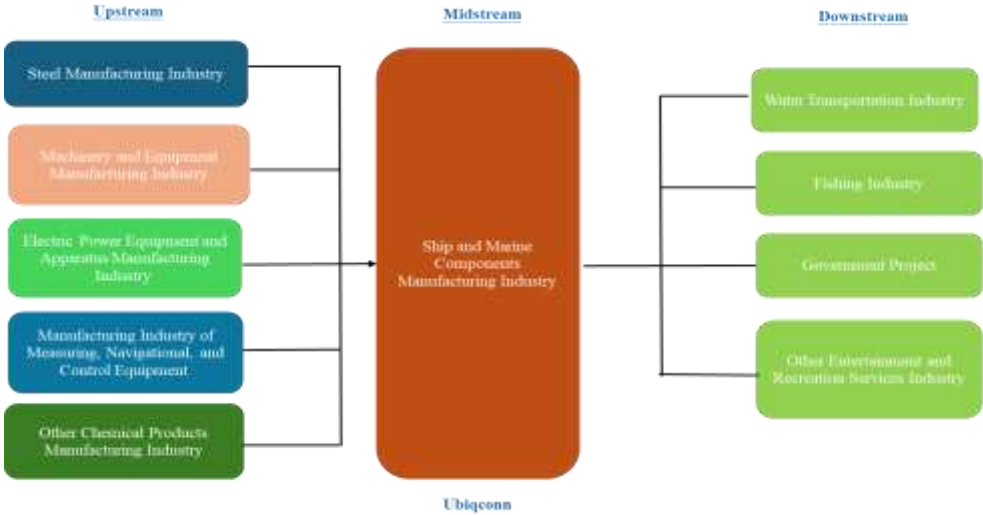 Upstream
Midstream
Downstream
Steel Manufacturing Industry
Machinery and Equipment
Manufacturing Industry
Electric Power Equipment and
Apparatus Manufacturing
Industry
Manufacturing Industry of
Measuring, Navigational, and
Control Equipment
Other Chemical Products
Manufacturing Industry
Ship and Marine
Components
Manufacturing Industry
Water Transportation Industry
Fishing Industry
Government Project
Other Entertainment and
Recreation Services Industry
Ubiqconn